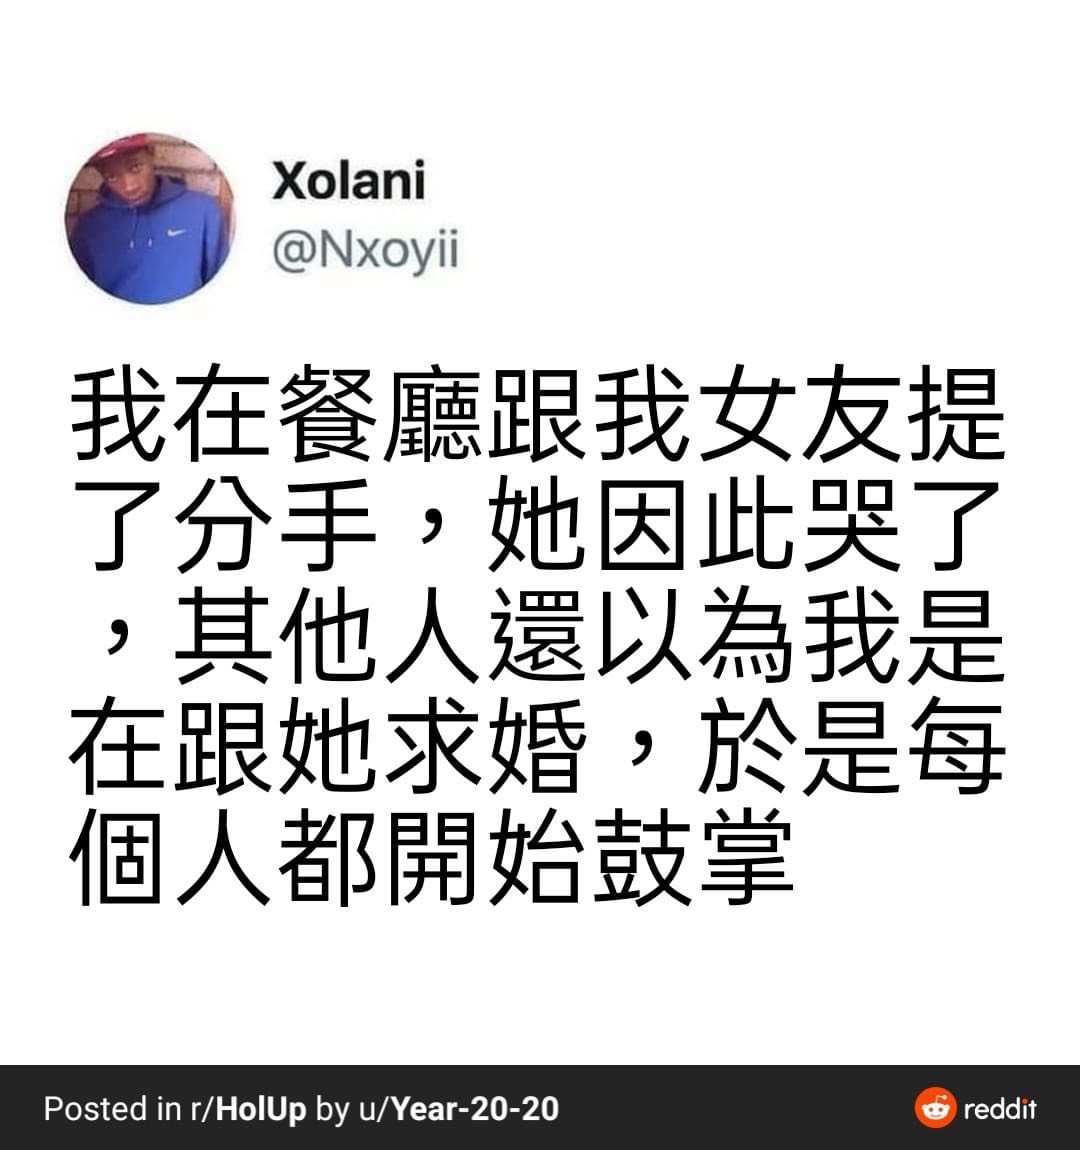 Xolani
@Nxoyii
我在餐廳跟我女友提
了分手，她因此哭了
，其他人還以為我是
在跟她求婚，於是每
個人都開始鼓掌
Posted in r/HolUp by u/Year-20-20
reddit